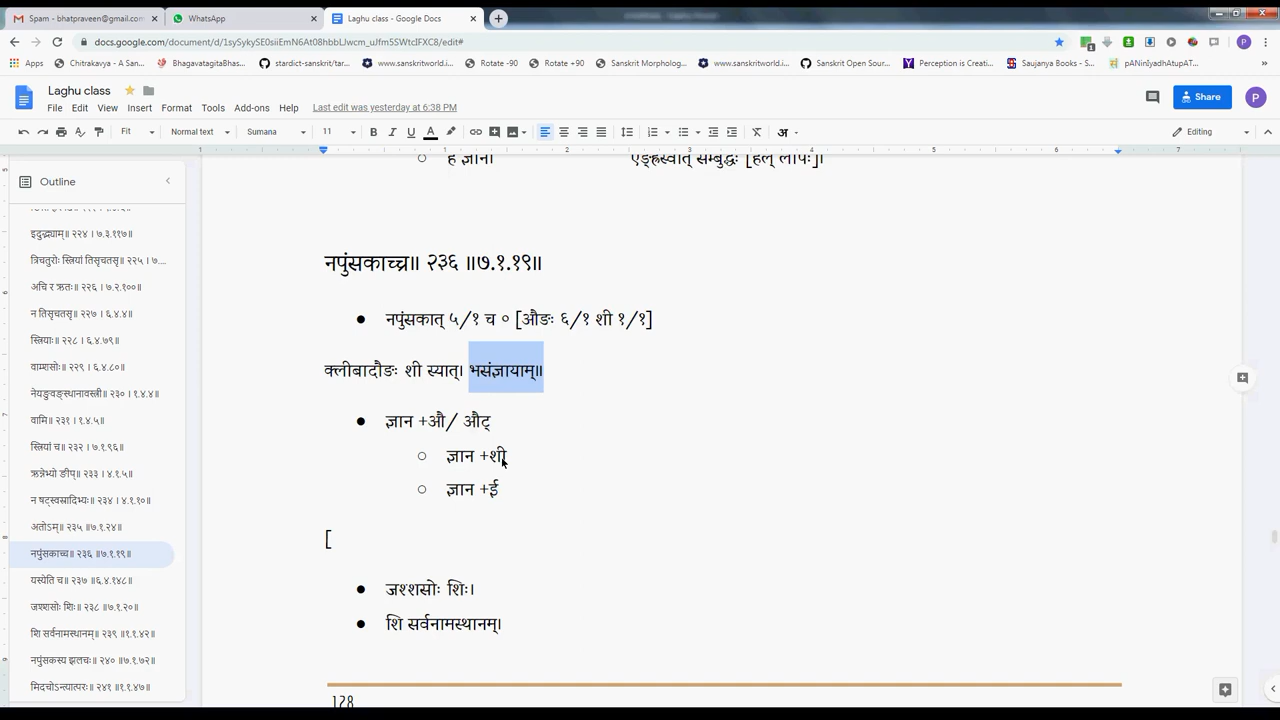 Spam - bhatpraveen@gmail.com
WhatsApp
Laghu class - Google Docs
docs.google.com/document/d/1sySykySE0siiEmN6At08hbbLJwcm_uJfm5SWtcIFXC8/edit#
Apps
Chitrakavya - A San...
BhagavatagitaBhas...
stardict-sanskrit/tar...
www.sanskritworld.i...
Rotate -90
Rotate +90
Sanskrit Morpholog...
www.sanskritworld.i...
Sanskrit Open Sour...
Perception is Creati...
Saujanya Books - S...
pANinIyadhAtupAT...
Laghu class
File Edit View Insert Format Tools Add-ons Help Last edit was yesterday at 6:38 PM
Share
Fit Normal text Sumana 11 Editing
Outline
इदुद्भ्याम्॥ २२४ । ७.३.११७॥
त्रिचतुरोः स्त्रियां तिसृचतसृ॥ २२५ । ७....
अचि र ऋतः॥ २२६ । ७.२.१००॥
न तिसृचतसृ॥ २२७ । ६.४.४॥
स्त्रियाः॥ २२८ । ६.४.७९॥
वाम्शसोः॥ २२९ । ६.४.८०॥
नेयङुवङ्स्थानावस्त्री॥ २३० । १.४.४॥
वामि॥ २३१ । १.४.५॥
स्त्रियां च॥ २३२ । ७.१.९६॥
ऋन्नेभ्यो ङीप्॥ २३३ । ४.१.५॥
न षट्स्वस्रादिभ्यः॥ २३४ । ४.१.१०॥
अतोऽम्॥ २३५ ॥७.१.२४॥
नपुंसकाच्च॥ २३६ ॥७.१.१९॥
यस्येति च॥ २३७ ॥६.४.१४८॥
जश्शसोः शिः॥ २३८ ॥७.१.२०॥
शि सर्वनामस्थानम्॥ २३९ ॥१.१.४२॥
नपुंसकस्य झलचः॥ २४० ॥७.१.७२॥
मिदचोऽन्त्यात्परः॥ २४१ ॥१.१.४७॥
हे ज्ञान। एङ्ह्रस्वात् सम्बुद्धेः [हल् लोपः]।
नपुंसकाच्च॥ २३६ ॥७.१.१९॥
● नपुंसकात् ५/१ च ० [औङः ६/१ शी १/१]
क्लीबादौङः शी स्यात्। भसंज्ञायाम्॥
● ज्ञान +औ/ औट्
○ ज्ञान +शी
○ ज्ञान +ई
[
● जश्शसोः शिः।
● शि सर्वनामस्थानम्।
128